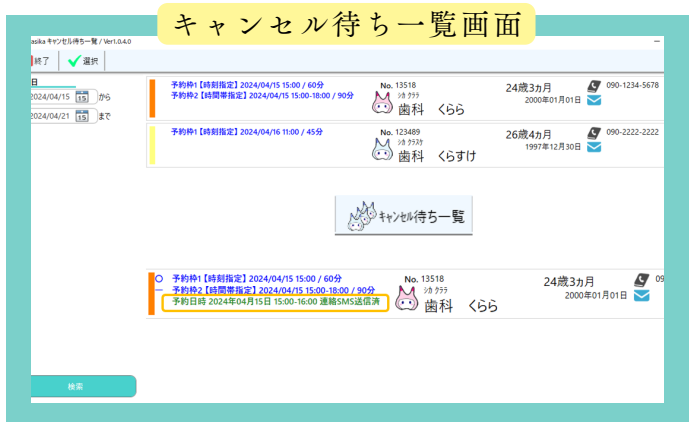 キャンセル待ち一覧画面
asika キャンセル待ち一覧 / Ver1.0.4.0
終了 選択
日
2024/04/15 15 から
2024/04/21 15 まで
予約枠1【時刻指定】2024/04/15 15:00 / 60分
予約枠2【時間帯指定】2024/04/15 15:00-18:00 / 90分
No. 13518
シカ クララ
歯科 くらら
24歳3ヵ月
2000年01月01日
090-1234-5678
予約枠1【時刻指定】2024/04/16 11:00 / 45分
No. 123489
シカ クラスケ
歯科 くらすけ
26歳4ヵ月
1997年12月30日
090-2222-2222
キャンセル待ち一覧
○ 予約枠1【時刻指定】2024/04/15 15:00 / 60分
― 予約枠2【時間帯指定】2024/04/15 15:00-18:00 / 90分
予約日時 2024年04月15日 15:00-16:00 連絡SMS送信済
No. 13518
シカ クララ
歯科 くらら
24歳3ヵ月
2000年01月01日
09
検索